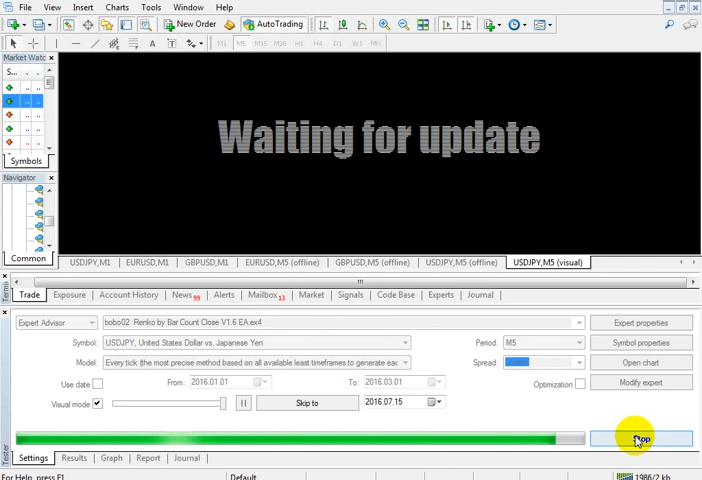 File View Insert Charts Tools Window Help
New Order AutoTrading
A T M1 M5 M15 M30 H1 H4 D1 W1 MN
Market Watc
S...
Symbols
Navigator
Common
Waiting for update
USDJPY,M1 EURUSD,M1 GBPUSD,M1 EURUSD,M5 (offline) GBPUSD,M5 (offline) USDJPY,M5 (offline) USDJPY,M5 (visual)
Trade Exposure Account History News 99 Alerts Mailbox 13 Market Signals Code Base Experts Journal
Expert Advisor bobo02 Renko by Bar Count Close V1.6 EA.ex4 Expert properties
Symbol: USDJPY, United States Dollar vs. Japanese Yen Period: M5 Symbol properties
Model: Every tick (the most precise method based on all available least timeframes to generate eac Spread: Open chart
Use date From: 2016.01.01 To: 2016.03.01 Optimization Modify expert
Visual mode Skip to 2016.07.15
Stop
Tester
Settings Results Graph Report Journal
For Help, press F1 Default 1986/2 kb